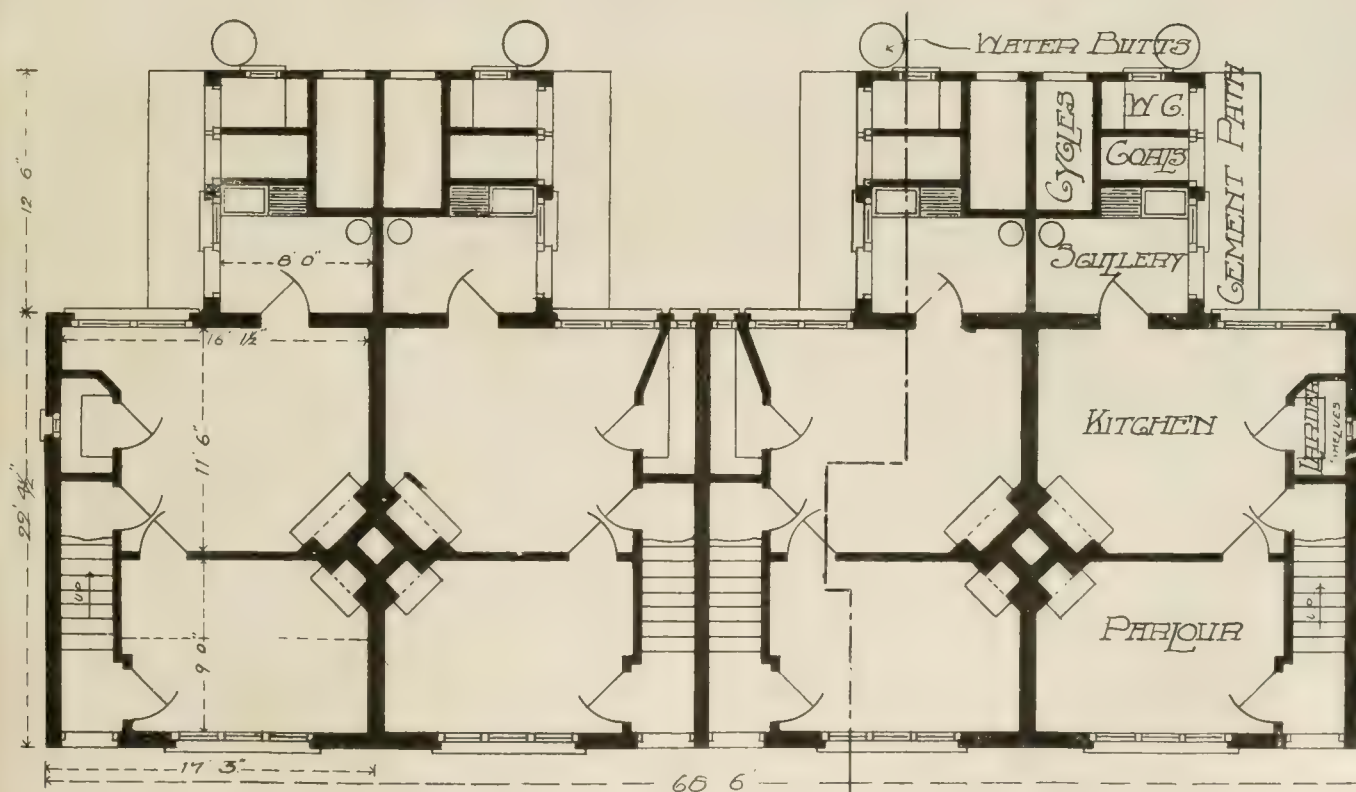 WATER BUTTS
W.C.
COALS
CYCLES
CEMENT PATH
12' 6"
8' 0"
SCULLERY
16' 1½"
11' 6"
KITCHEN
LARDER
SHELVES
22' 4½"
UP
9' 0"
PARLOUR
UP
17' 3"
68' 6"